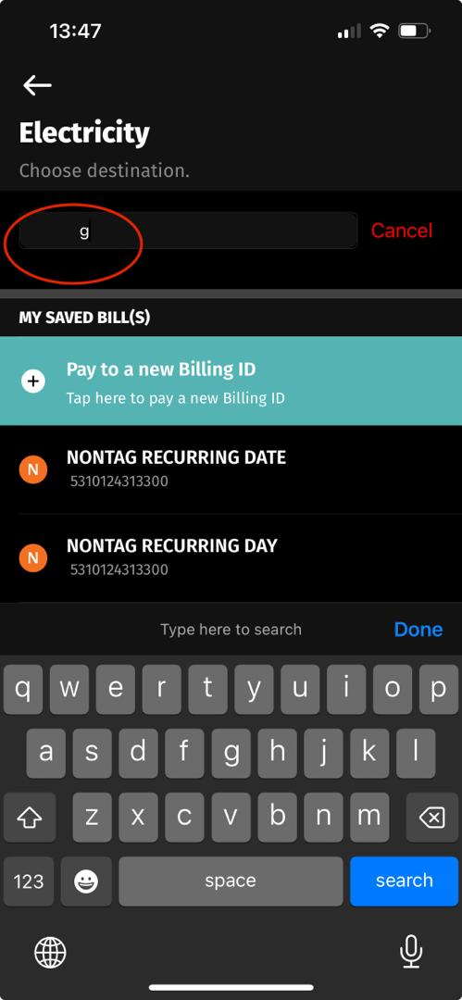 13:47
Electricity
Choose destination.
g
Cancel
MY SAVED BILL(S)
Pay to a new Billing ID
Tap here to pay a new Billing ID
N
NONTAG RECURRING DATE
5310124313300
N
NONTAG RECURRING DAY
5310124313300
Type here to search
Done
q w e r t y u i o p
a s d f g h j k l
z x c v b n m
123
space
search